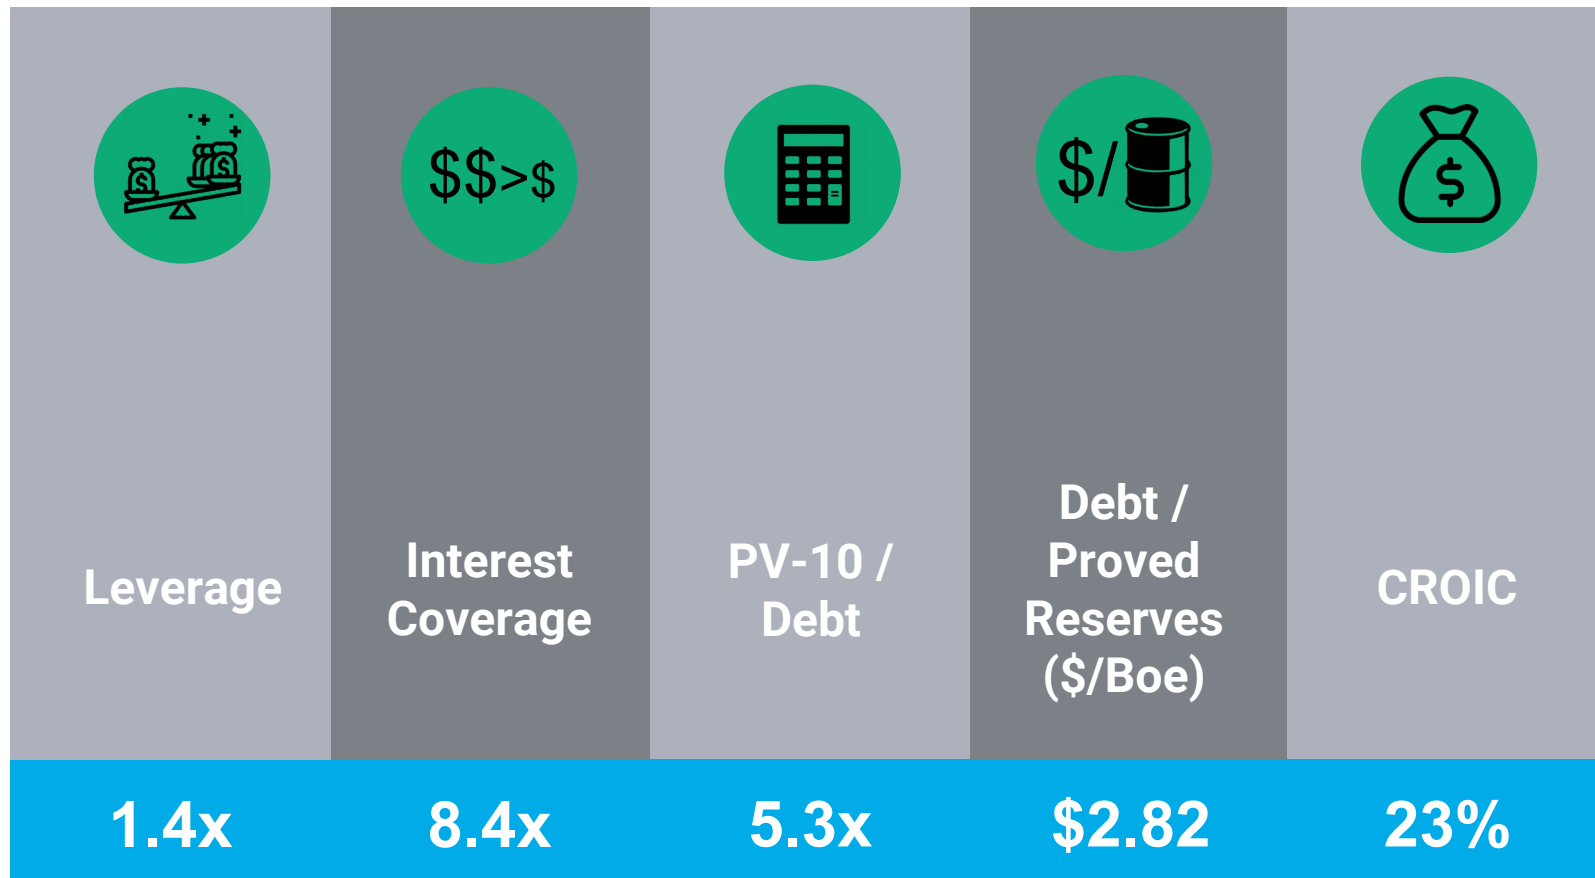 $$>$
$/
$
Leverage
Interest
Coverage
PV-10 /
Debt
Debt /
Proved
Reserves
($/Boe)
CROIC
1.4x
8.4x
5.3x
$2.82
23%